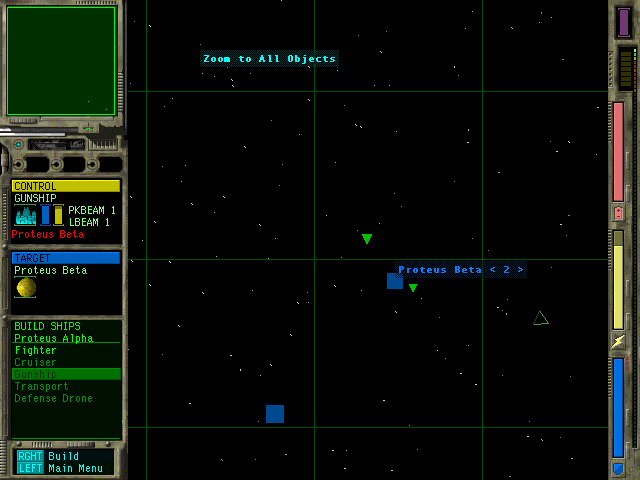 Zoom to All Objects
CONTROL
GUNSHIP
PKBEAM 1
LBEAM 1
Proteus Beta
TARGET
Proteus Beta
Proteus Beta < 2 >
BUILD SHIPS
Proteus Alpha
Fighter
Cruiser
Gunship
Transport
Defense Drone
RGHT Build
LEFT Main Menu